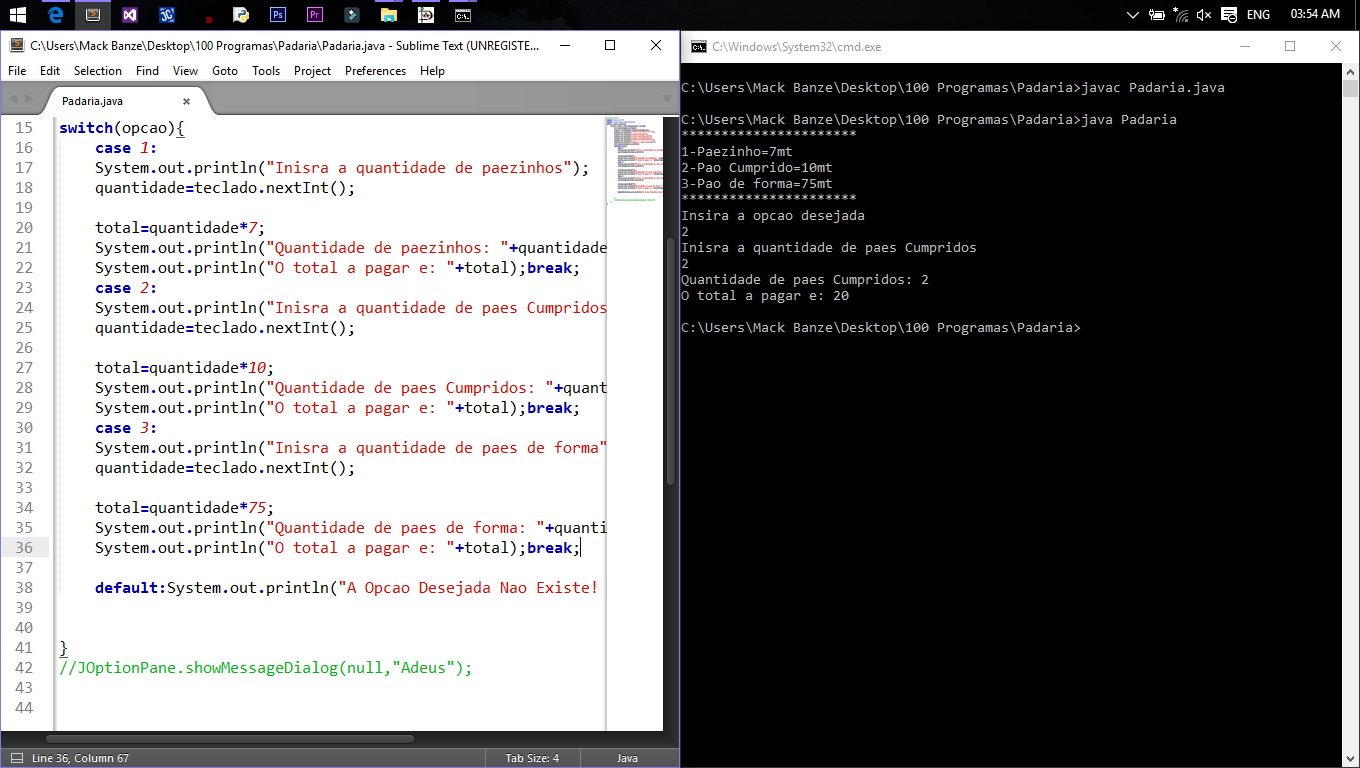 ENG
03:54 AM
C:\Users\Mack Banze\Desktop\100 Programas\Padaria\Padaria.java - Sublime Text (UNREGISTE...
File Edit Selection Find View Goto Tools Project Preferences Help
Padaria.java
15 switch(opcao){
16 case 1:
17 System.out.println("Inisra a quantidade de paezinhos");
18 quantidade=teclado.nextInt();
19
20 total=quantidade*7;
21 System.out.println("Quantidade de paezinhos: "+quantidade
22 System.out.println("O total a pagar e: "+total);break;
23 case 2:
24 System.out.println("Inisra a quantidade de paes Cumpridos
25 quantidade=teclado.nextInt();
26
27 total=quantidade*10;
28 System.out.println("Quantidade de paes Cumpridos: "+quant
29 System.out.println("O total a pagar e: "+total);break;
30 case 3:
31 System.out.println("Inisra a quantidade de paes de forma"
32 quantidade=teclado.nextInt();
33
34 total=quantidade*75;
35 System.out.println("Quantidade de paes de forma: "+quanti
36 System.out.println("O total a pagar e: "+total);break;
37
38 default:System.out.println("A Opcao Desejada Nao Existe!
39
40
41 }
42 //JOptionPane.showMessageDialog(null,"Adeus");
43
44
Line 36, Column 67
Tab Size: 4
Java
C:\Windows\System32\cmd.exe
C:\Users\Mack Banze\Desktop\100 Programas\Padaria>javac Padaria.java
C:\Users\Mack Banze\Desktop\100 Programas\Padaria>java Padaria
**********************
1-Paezinho=7mt
2-Pao Cumprido=10mt
3-Pao de forma=75mt
**********************
Insira a opcao desejada
2
Inisra a quantidade de paes Cumpridos
2
Quantidade de paes Cumpridos: 2
O total a pagar e: 20
C:\Users\Mack Banze\Desktop\100 Programas\Padaria>